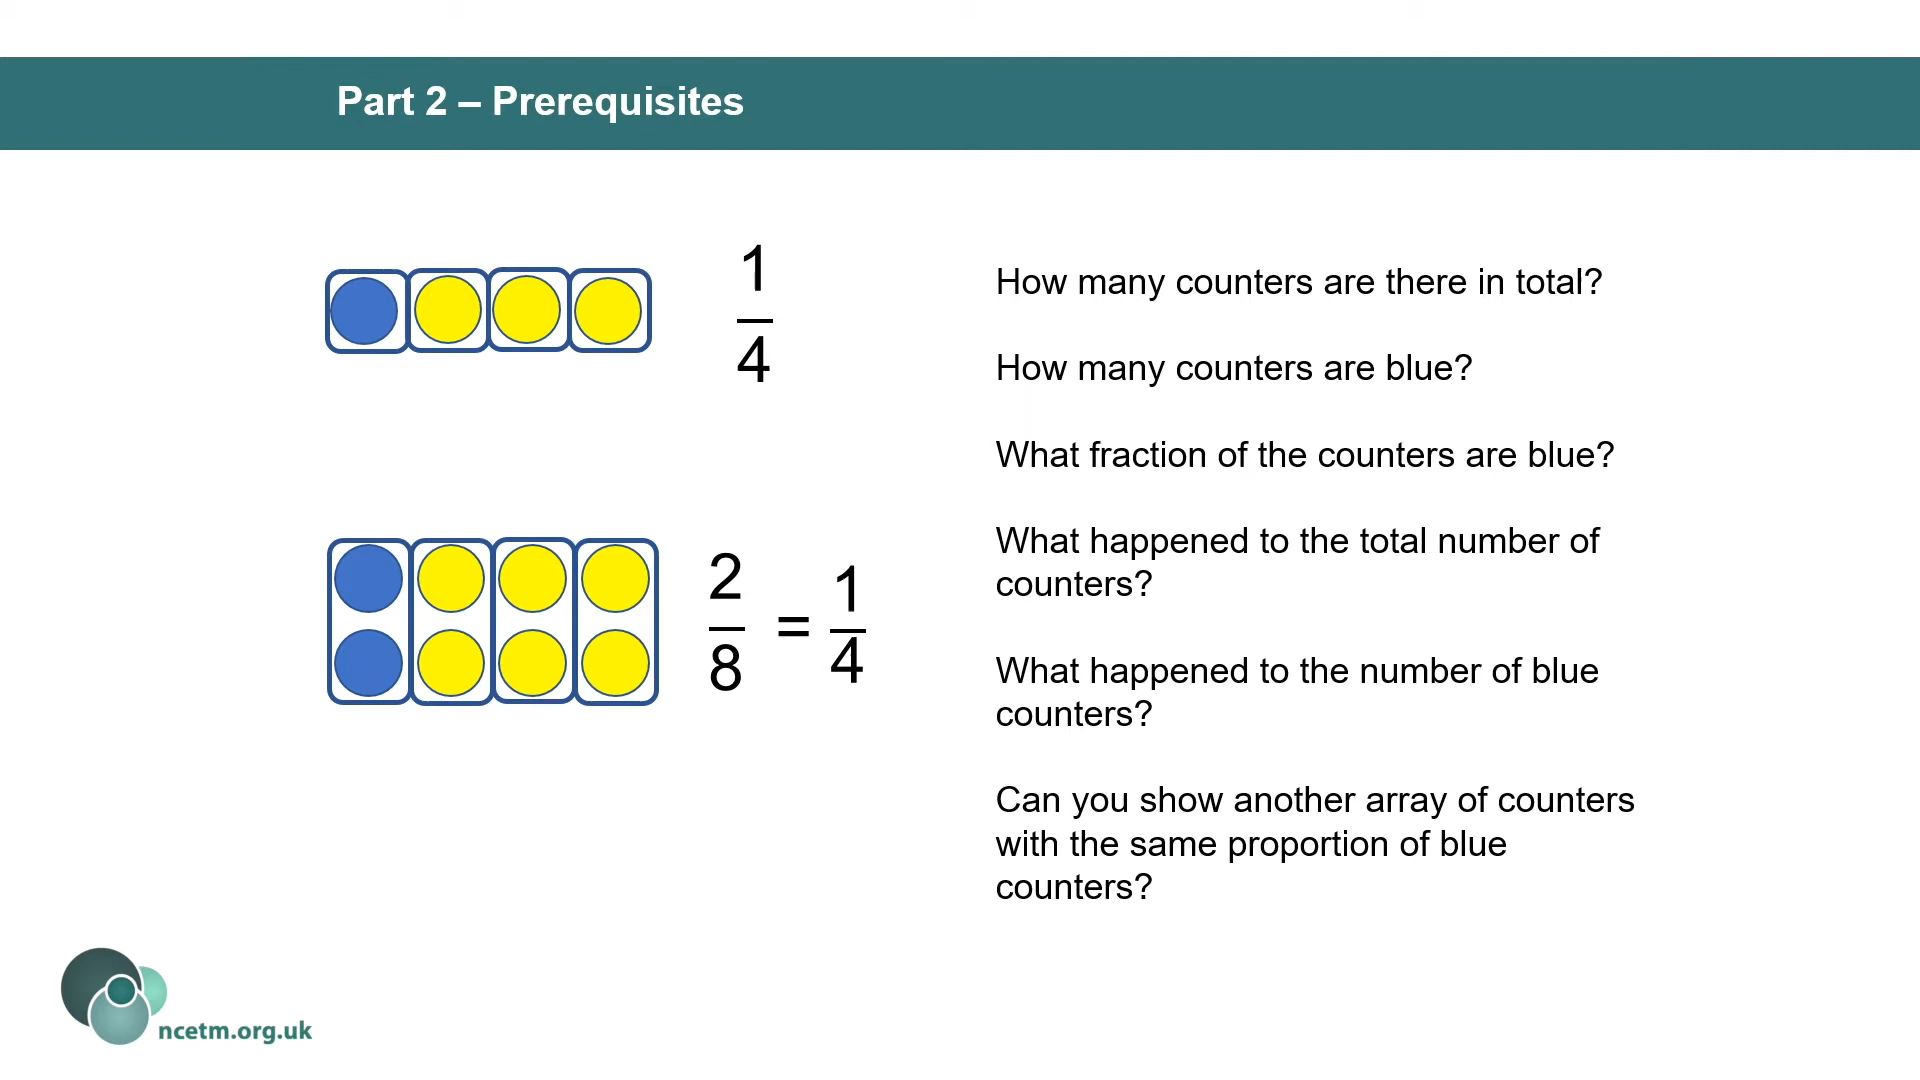 Part 2 – Prerequisites
1
4
How many counters are there in total?
How many counters are blue?
What fraction of the counters are blue?
2
8
=
1
4
What happened to the total number of
counters?
What happened to the number of blue
counters?
Can you show another array of counters
with the same proportion of blue
counters?
ncetm.org.uk